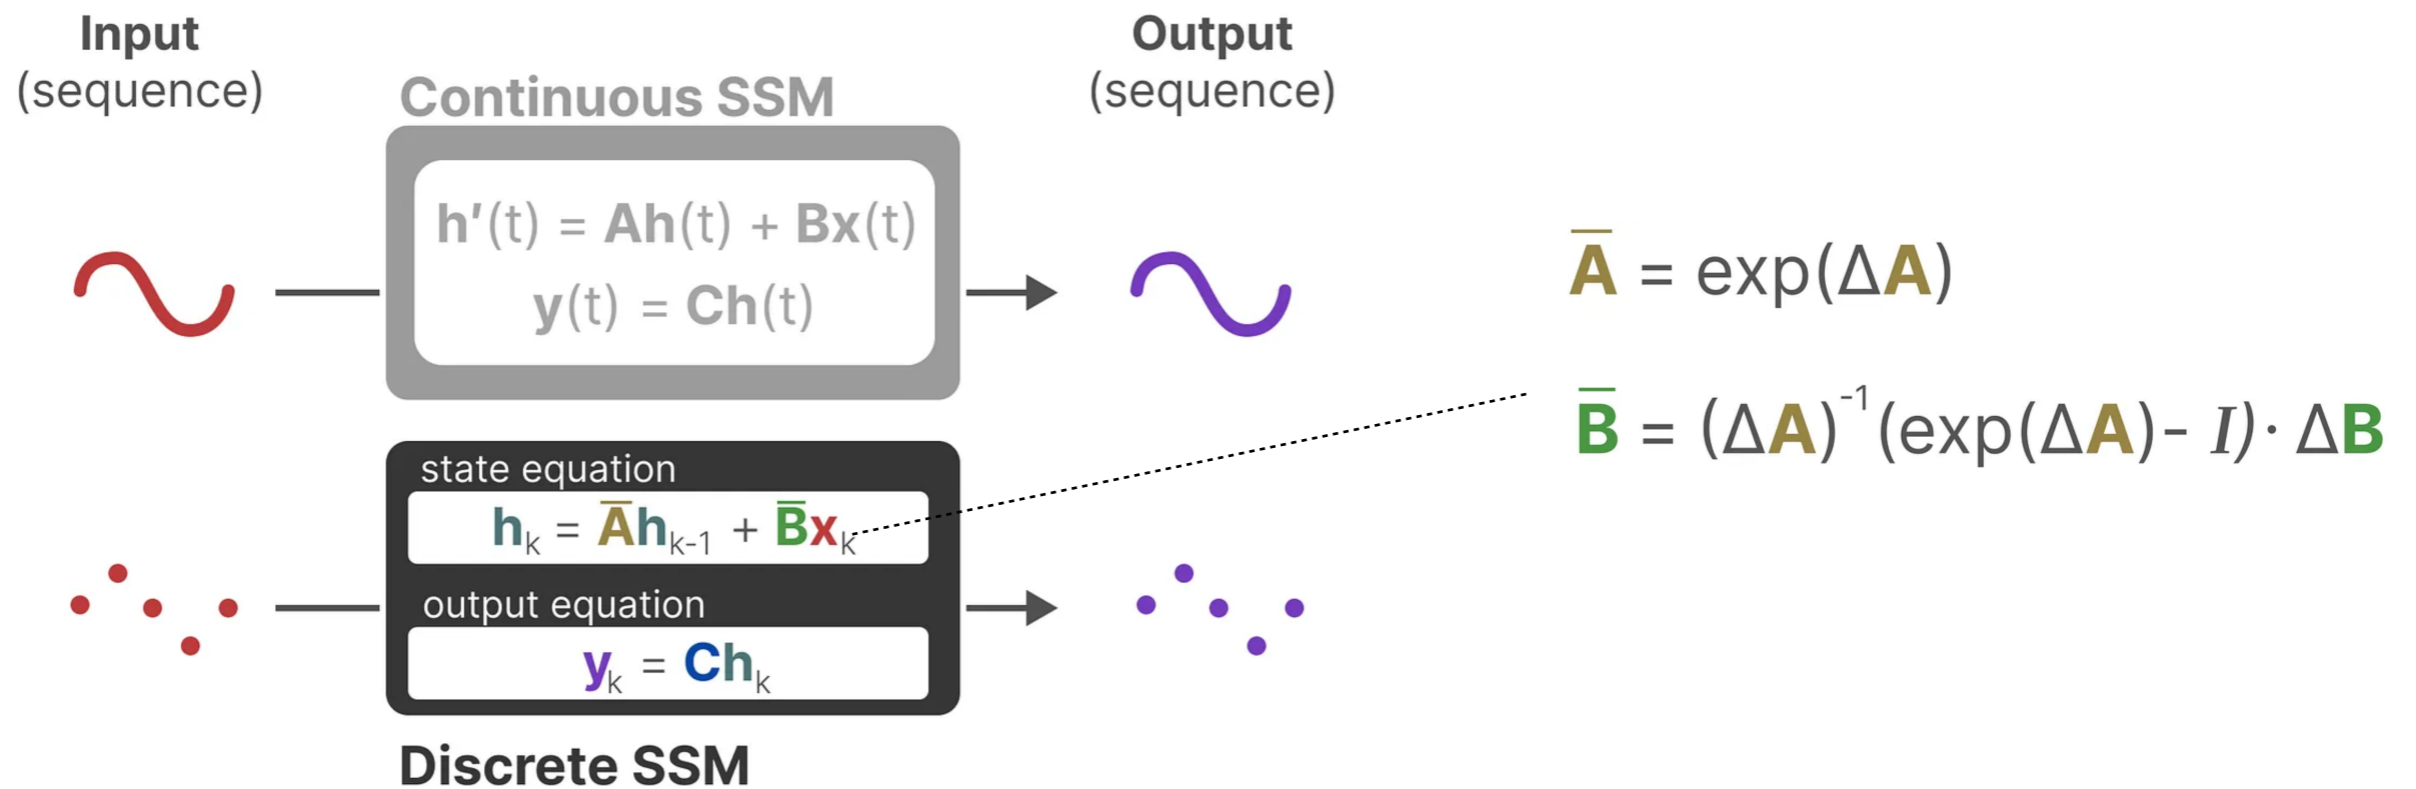 Input
(sequence)
Continuous SSM
h′(t) = Ah(t) + Bx(t)
y(t) = Ch(t)
Output
(sequence)
A̅ = exp(ΔA)
B̅ = (ΔA)⁻¹(exp(ΔA)- I)· ΔB
state equation
hₖ = A̅hₖ₋₁ + B̅xₖ
output equation
yₖ = Chₖ
Discrete SSM